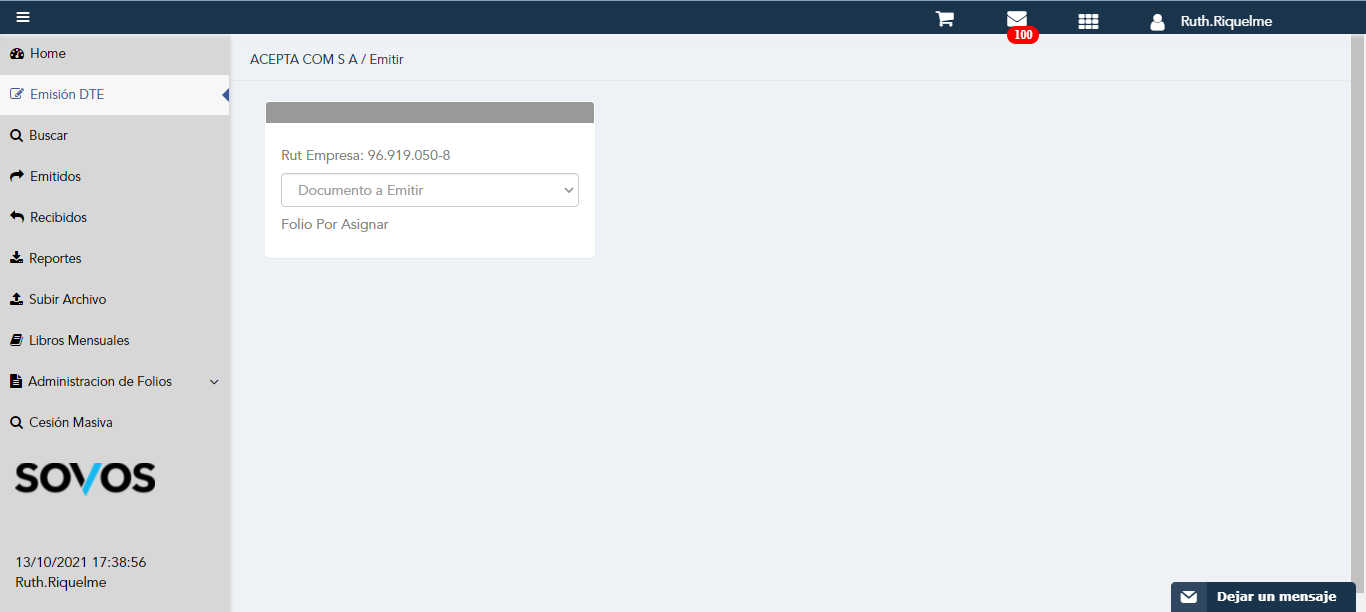 100
Ruth.Riquelme
Home
ACEPTA COM S A / Emitir
Emisión DTE
Buscar
Emitidos
Recibidos
Reportes
Subir Archivo
Libros Mensuales
Administracion de Folios
Cesión Masiva
Rut Empresa: 96.919.050-8
Documento a Emitir
Folio Por Asignar
SOVOS
13/10/2021 17:38:56
Ruth.Riquelme
Dejar un mensaje